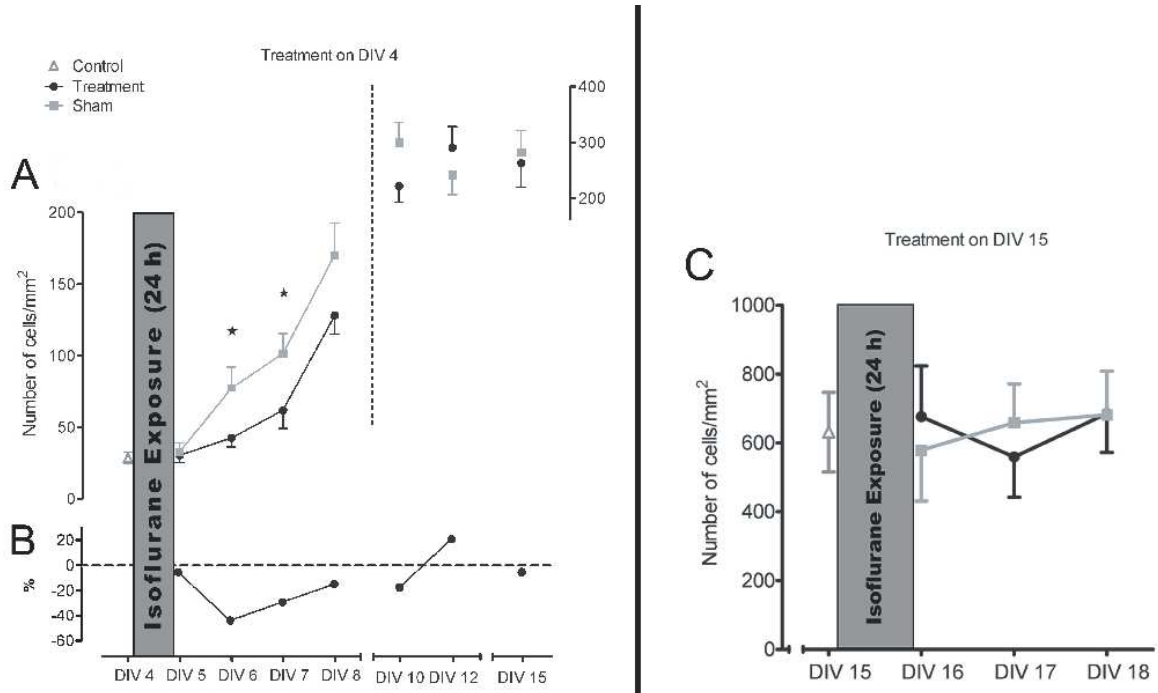 Treatment on DIV 4
Control
Treatment
Sham
400
300
200
A
200
150
100
50
0
Number of cells/mm²
Isoflurane Exposure (24 h)
★
★
B
20
0
-20
-40
-60
%
DIV 4 DIV 5 DIV 6 DIV 7 DIV 8 DIV 10 DIV 12 DIV 15
C
Treatment on DIV 15
1000
800
600
400
200
0
Number of cells/mm²
Isoflurane Exposure (24 h)
DIV 15 DIV 16 DIV 17 DIV 18